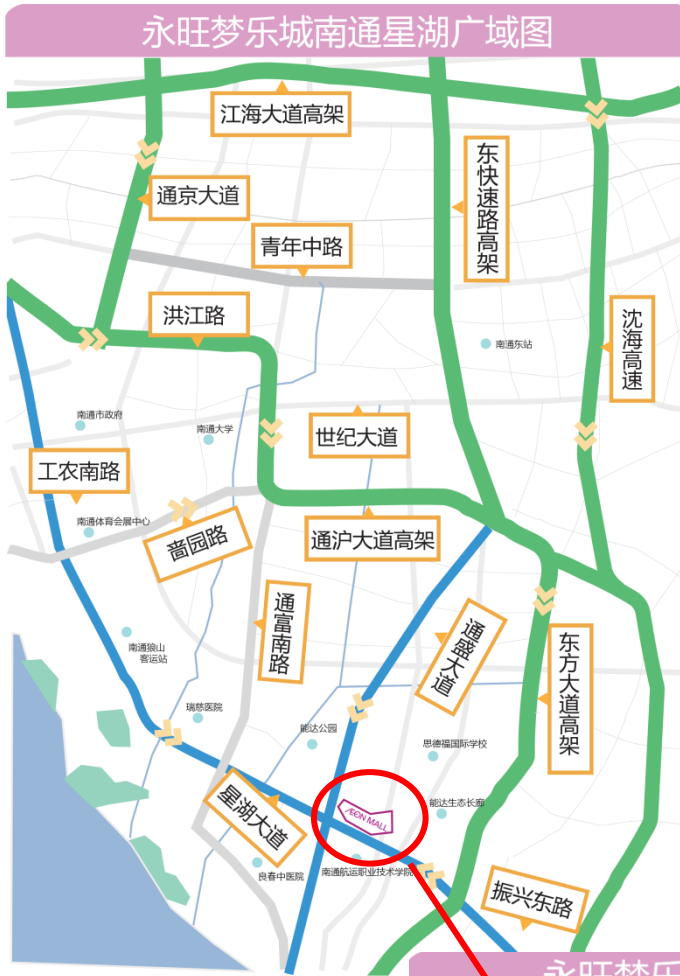 永旺梦乐城南通星湖广域图
江海大道高架
通京大道
东快速路高架
青年中路
洪江路
沈海高速
南通东站
南通市政府
南通大学
世纪大道
工农南路
南通体育会展中心
啬园路
通沪大道高架
通富南路
通盛大道
南通狼山
客运站
东方大道高架
瑞慈医院
能达公园
思德福国际学校
星湖大道
ÆON MALL
能达生态长廊
良春中医院
南通航运职业技术学院
振兴东路
永旺梦乐